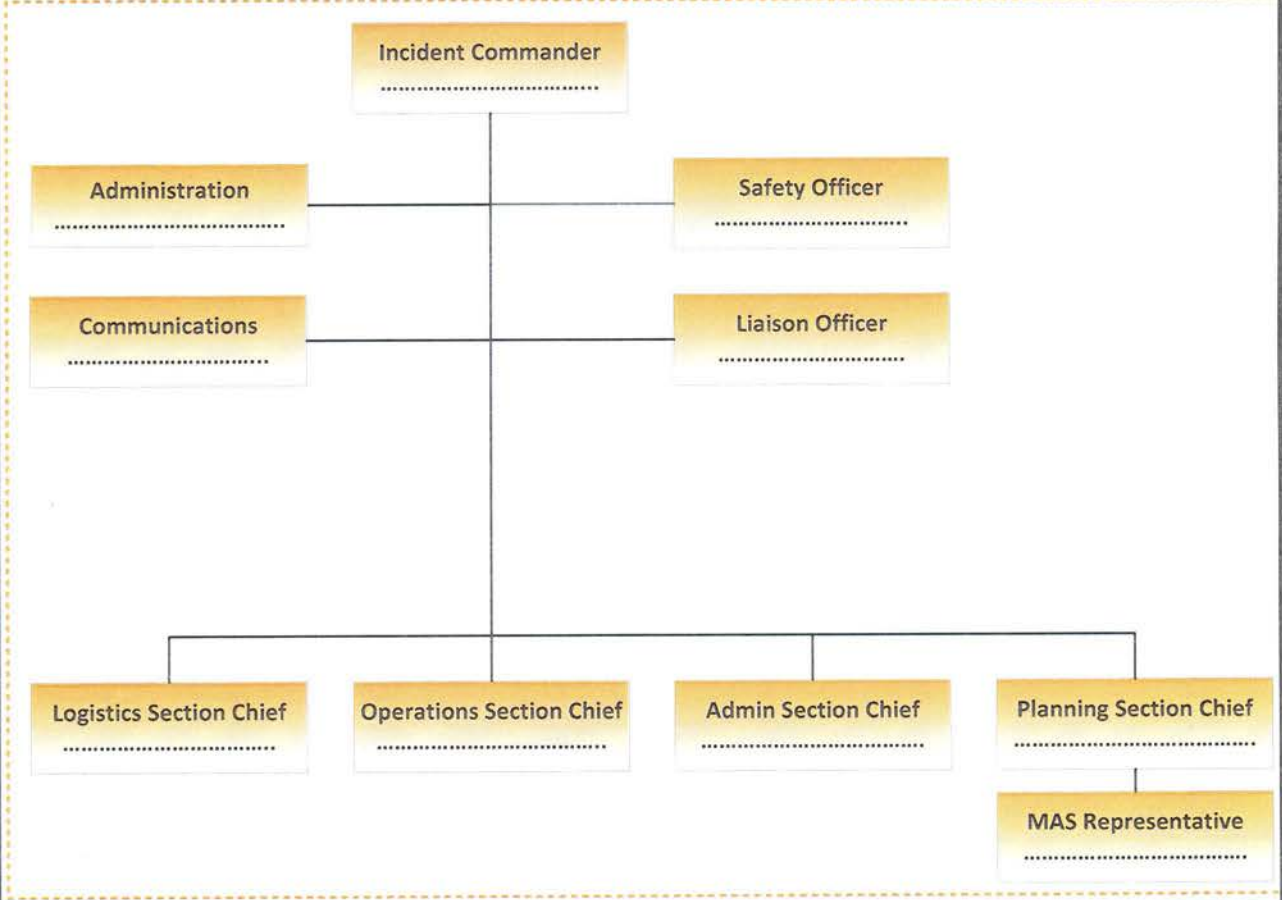 Incident Commander
........................................
Administration
........................................
Safety Officer
........................................
Communications
........................................
Liaison Officer
........................................
Logistics Section Chief
........................................
Operations Section Chief
........................................
Admin Section Chief
........................................
Planning Section Chief
........................................
MAS Representative
........................................